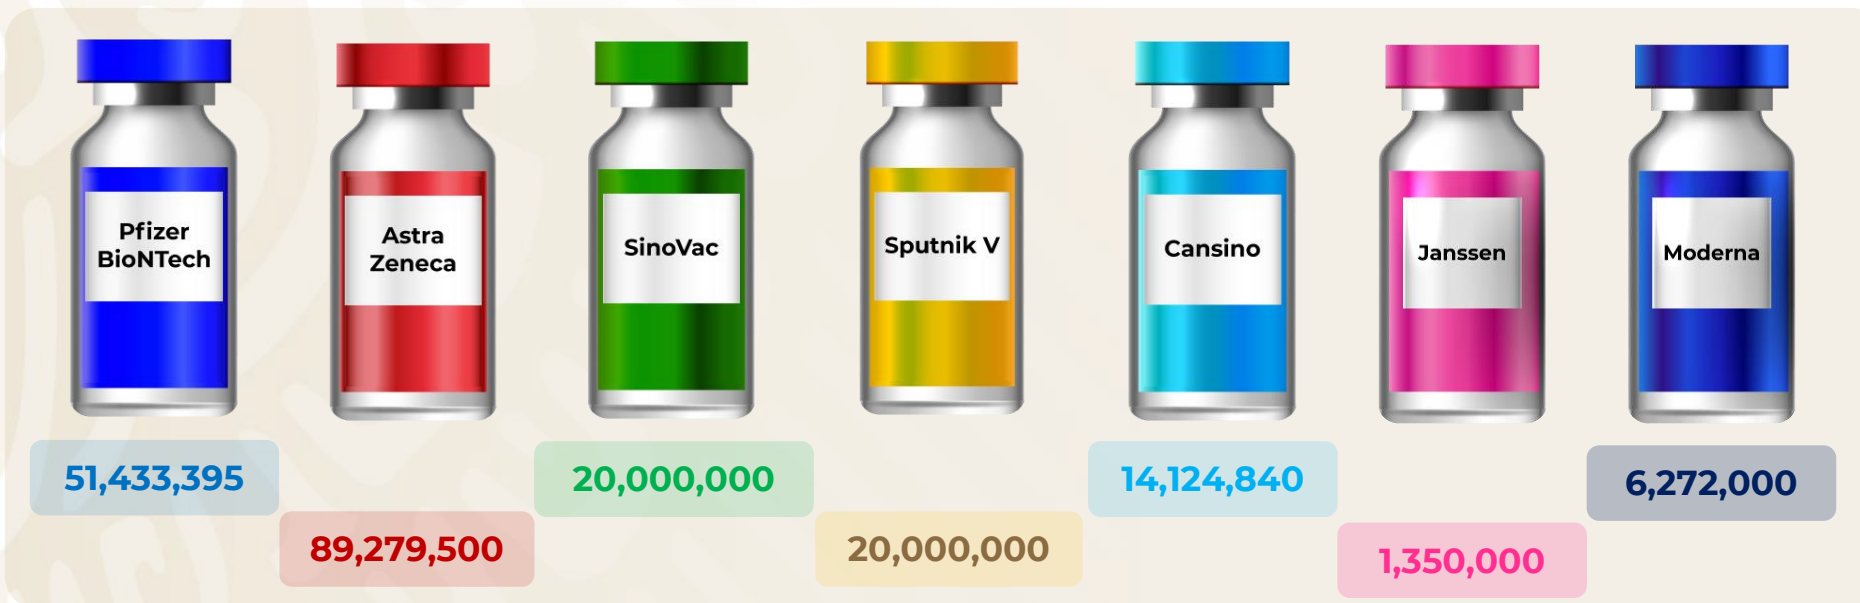 Pfizer
BioNTech
Astra
Zeneca
SinoVac
Sputnik V
Cansino
Janssen
Moderna
51,433,395
89,279,500
20,000,000
20,000,000
14,124,840
1,350,000
6,272,000